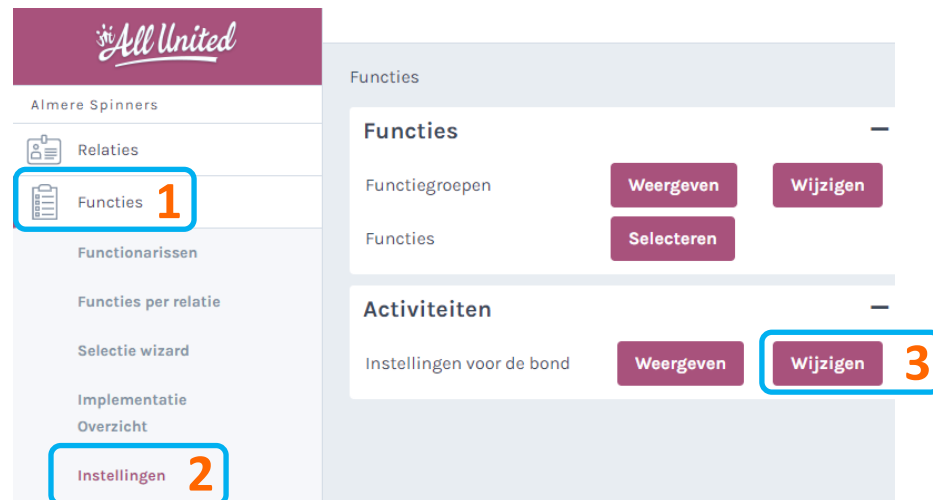 All United
Almere Spinners
Relaties
Functies 1
Functionarissen
Functies per relatie
Selectie wizard
Implementatie
Overzicht
Instellingen 2
Functies
Functies
Functiegroepen Weergeven Wijzigen
Functies Selecteren
Activiteiten
Instellingen voor de bond Weergeven Wijzigen 3